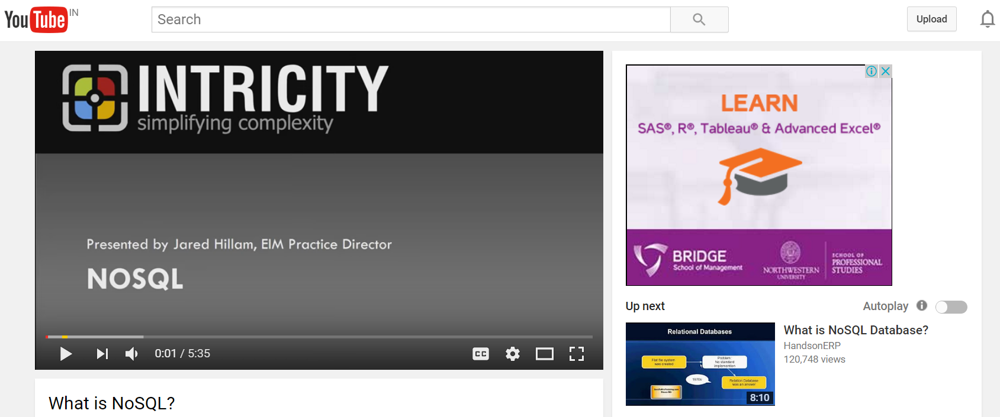 YouTube IN
Search
Upload
INTRICITY
simplifying complexity
Presented by Jared Hillam, EIM Practice Director
NOSQL
CC
0:01 / 5:35
What is NoSQL?
LEARN
SAS®, R®, Tableau® & Advanced Excel®
BRIDGE
School of Management
NORTHWESTERN
UNIVERSITY
SCHOOL OF
PROFESSIONAL
STUDIES
Up next
Autoplay
Relational Databases
Flat file system
was created
Problem:
No standard
implemention
1970s
Relation Database
was an answer
8:10
What is NoSQL Database?
HandsonERP
120,748 views